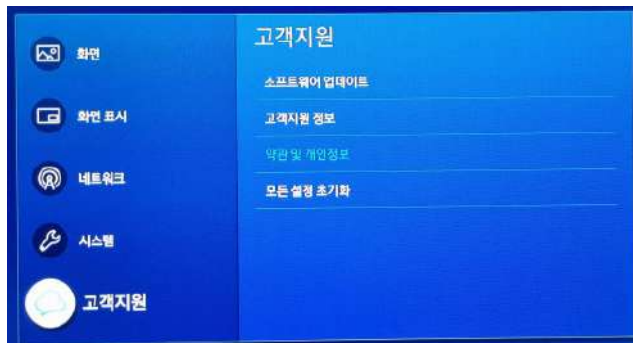 화면
화면 표시
네트워크
시스템
고객지원
고객지원
소프트웨어 업데이트
고객지원 정보
약관 및 개인정보
모든 설정 초기화